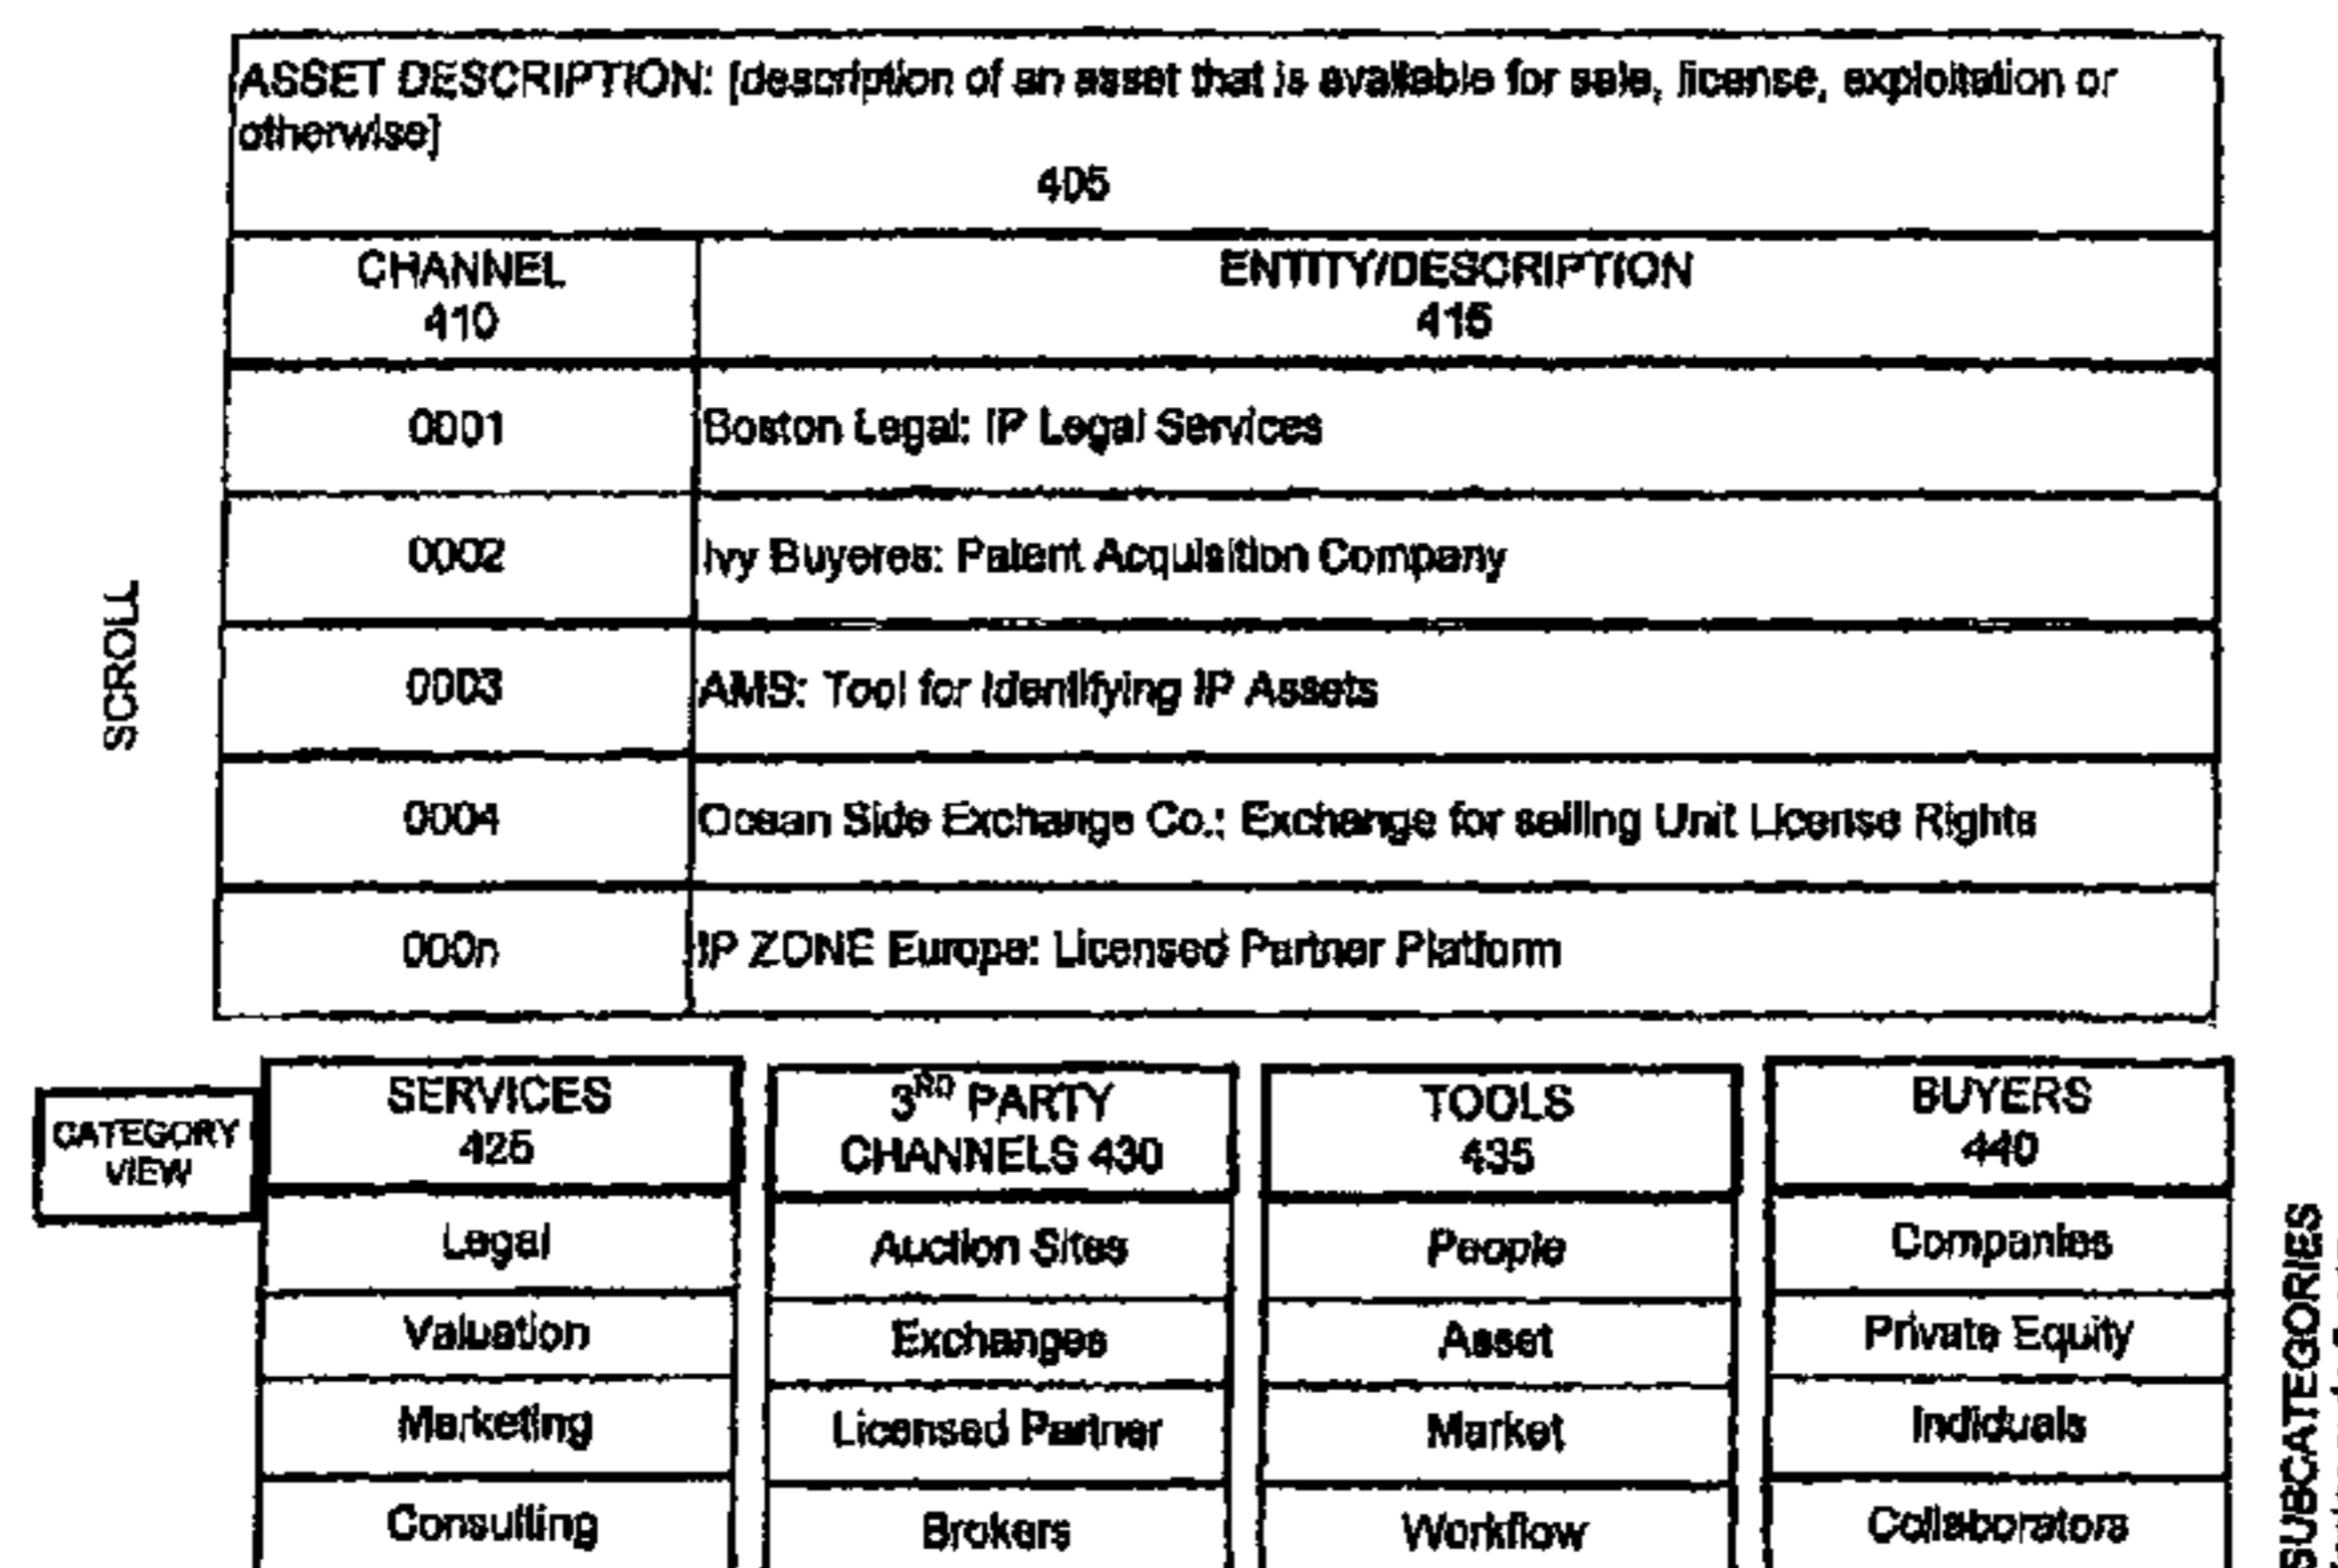 ASSET DESCRIPTION: [description of an asset that is available for sale, license, exploitation or
otherwise]
405
CHANNEL
410
ENTITY/DESCRIPTION
415
0001
Boston Legal: IP Legal Services
0002
Ivy Buyeres: Patent Acquisition Company
0003
AMS: Tool for Identifying IP Assets
0004
Ocean Side Exchange Co.: Exchange for selling Unit License Rights
000n
IP ZONE Europe: Licensed Partner Platform
SCROLL
CATEGORY
VIEW
SERVICES
425
Legal
Valuation
Marketing
Consulting
3RD PARTY
CHANNELS 430
Auction Sites
Exchanges
Licensed Partner
Brokers
TOOLS
435
People
Asset
Market
Workflow
BUYERS
440
Companies
Private Equity
Indiduals
Collaborators
SUBCATEGORIES